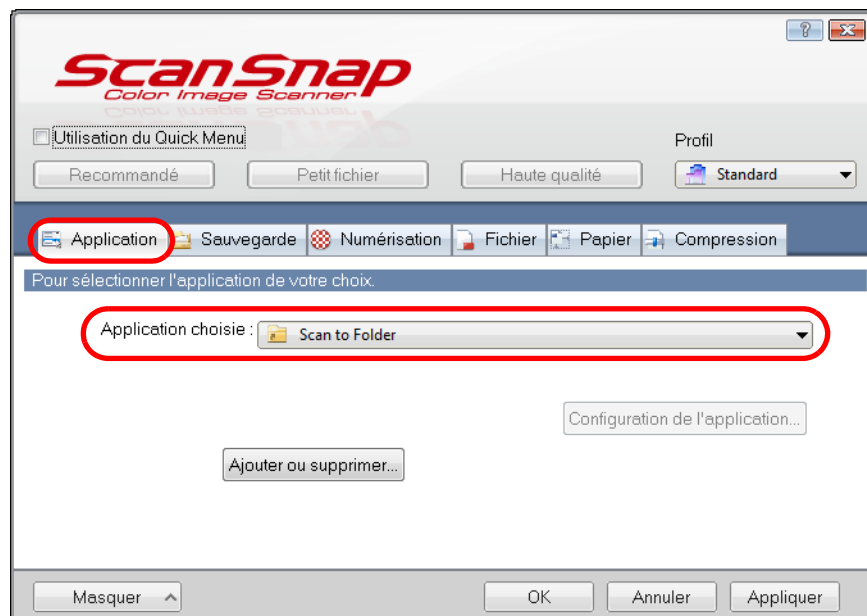 ScanSnap
Color Image Scanner
Utilisation du Quick Menu
Profil
Recommandé Petit fichier Haute qualité Standard
Application Sauvegarde Numérisation Fichier Papier Compression
Pour sélectionner l'application de votre choix.
Application choisie : Scan to Folder
Configuration de l'application...
Ajouter ou supprimer...
Masquer OK Annuler Appliquer